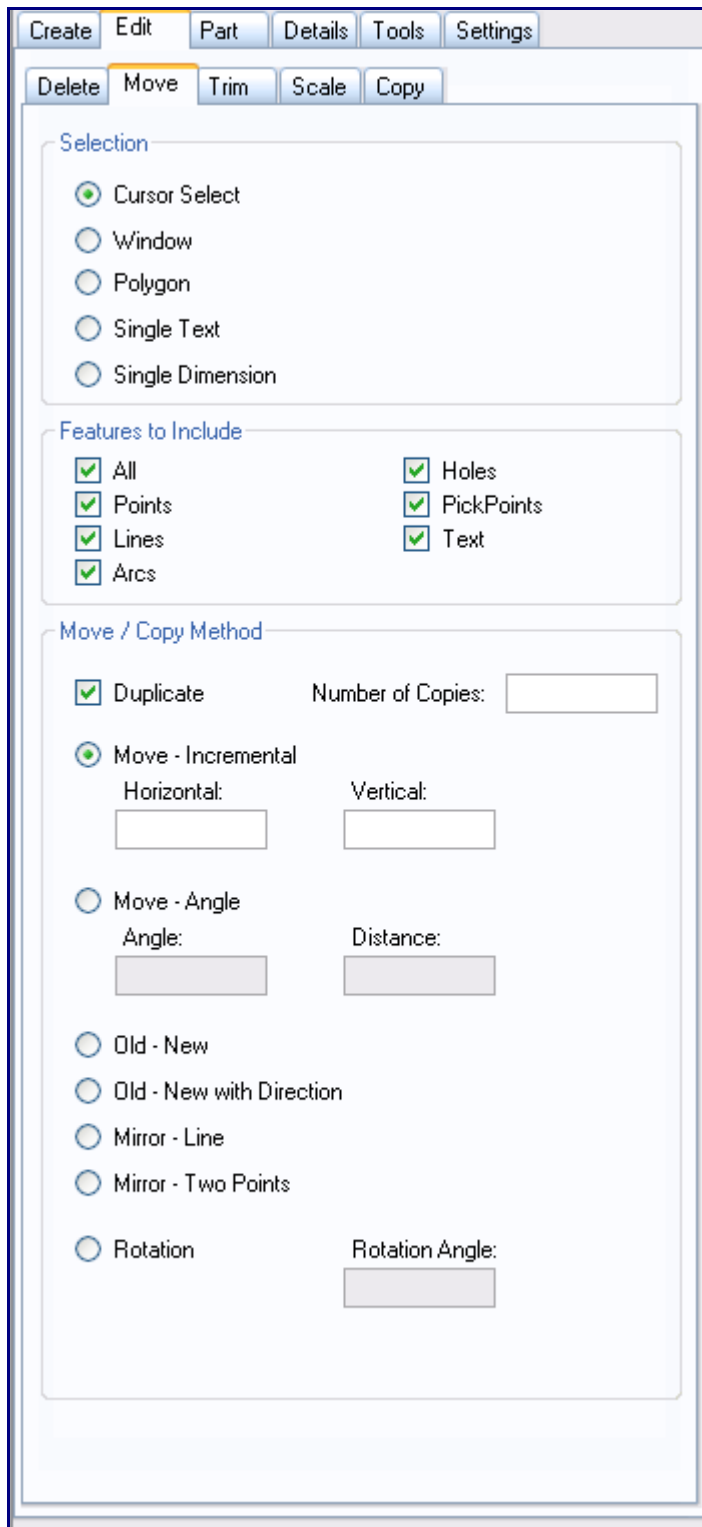 Create Edit Part Details Tools Settings
Delete Move Trim Scale Copy
Selection
Cursor Select
Window
Polygon
Single Text
Single Dimension
Features to Include
All Holes
Points PickPoints
Lines Text
Arcs
Move / Copy Method
Duplicate Number of Copies:
Move - Incremental
Horizontal: Vertical:
Move - Angle
Angle: Distance:
Old - New
Old - New with Direction
Mirror - Line
Mirror - Two Points
Rotation Rotation Angle: